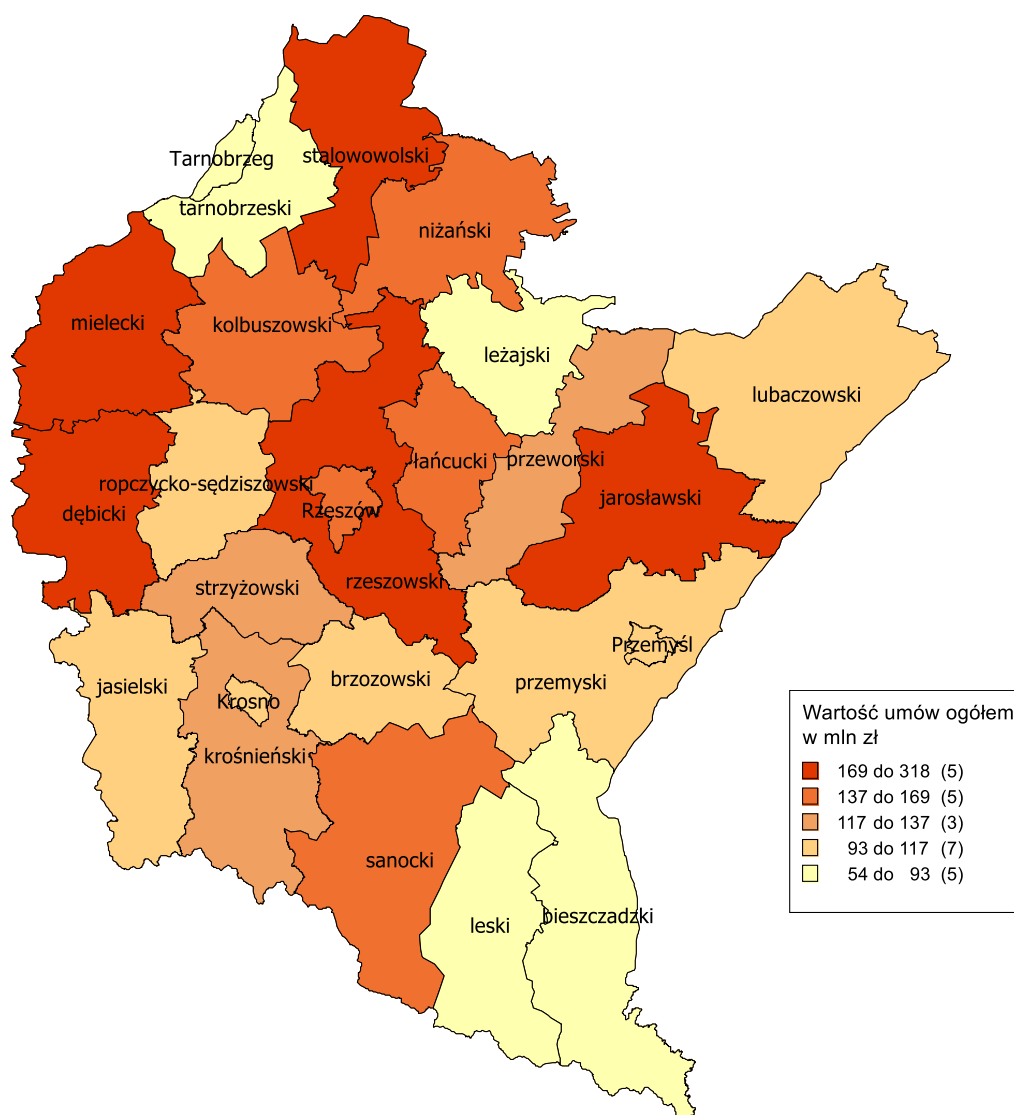 Tarnobrzeg
stalowowolski
tarnobrzeski
niżański
mielecki
kolbuszowski
leżajski
lubaczowski
łańcucki
przeworski
ropczycko-sędziszowski
jarosławski
dębicki
Rzeszów
strzyżowski
rzeszowski
Przemyśl
jasielski
brzozowski
przemyski
Krosno
krośnieński
sanocki
leski
bieszczadzki
Wartość umów ogółem
w mln zł
169 do 318 (5)
137 do 169 (5)
117 do 137 (3)
93 do 117 (7)
54 do 93 (5)